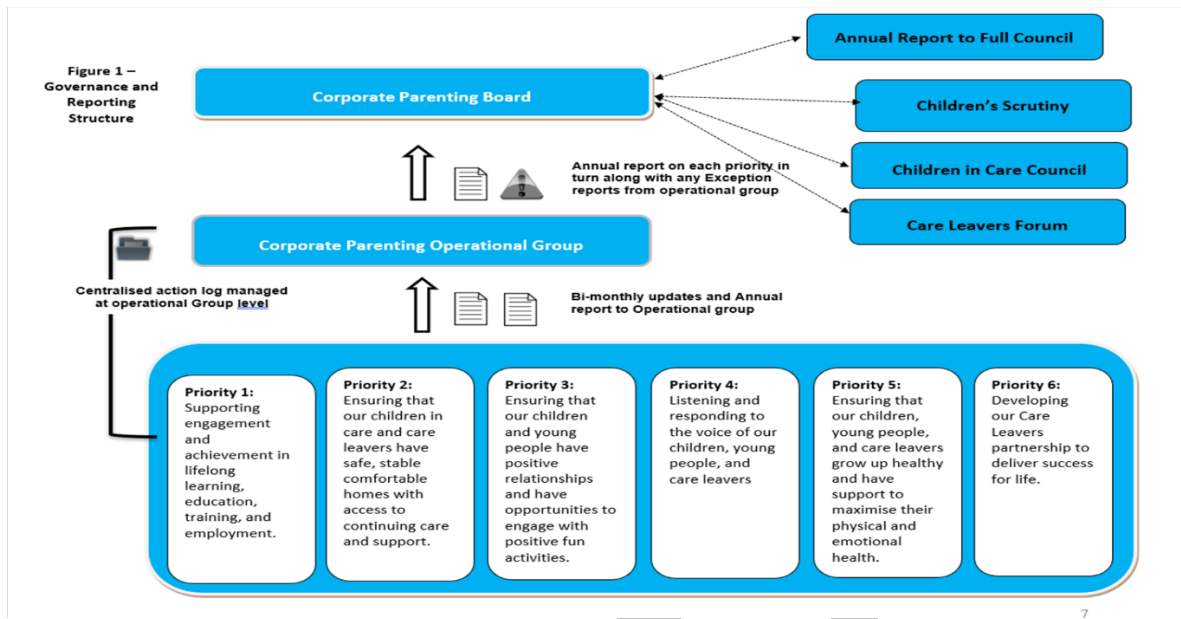 Figure 1 –
Governance and
Reporting
Structure
Corporate Parenting Board
Annual Report to Full Council
Children's Scrutiny
Children in Care Council
Care Leavers Forum
Annual report on each priority in
turn along with any Exception
reports from operational group
Corporate Parenting Operational Group
Centralised action log managed
at operational Group level
Bi-monthly updates and Annual
report to Operational group
Priority 1:
Supporting
engagement
and
achievement in
lifelong
learning,
education,
training, and
employment.
Priority 2:
Ensuring that
our children in
care and care
leavers have
safe, stable
comfortable
homes with
access to
continuing care
and support.
Priority 3:
Ensuring that
our children
and young
people have
positive
relationships
and have
opportunities to
engage with
positive fun
activities.
Priority 4:
Listening and
responding to
the voice of our
children, young
people, and
care leavers
Priority 5:
Ensuring that
our children,
young people,
and care leavers
grow up healthy
and have
support to
maximise their
physical and
emotional
health.
Priority 6:
Developing
our Care
Leavers
partnership to
deliver success
for life.
7